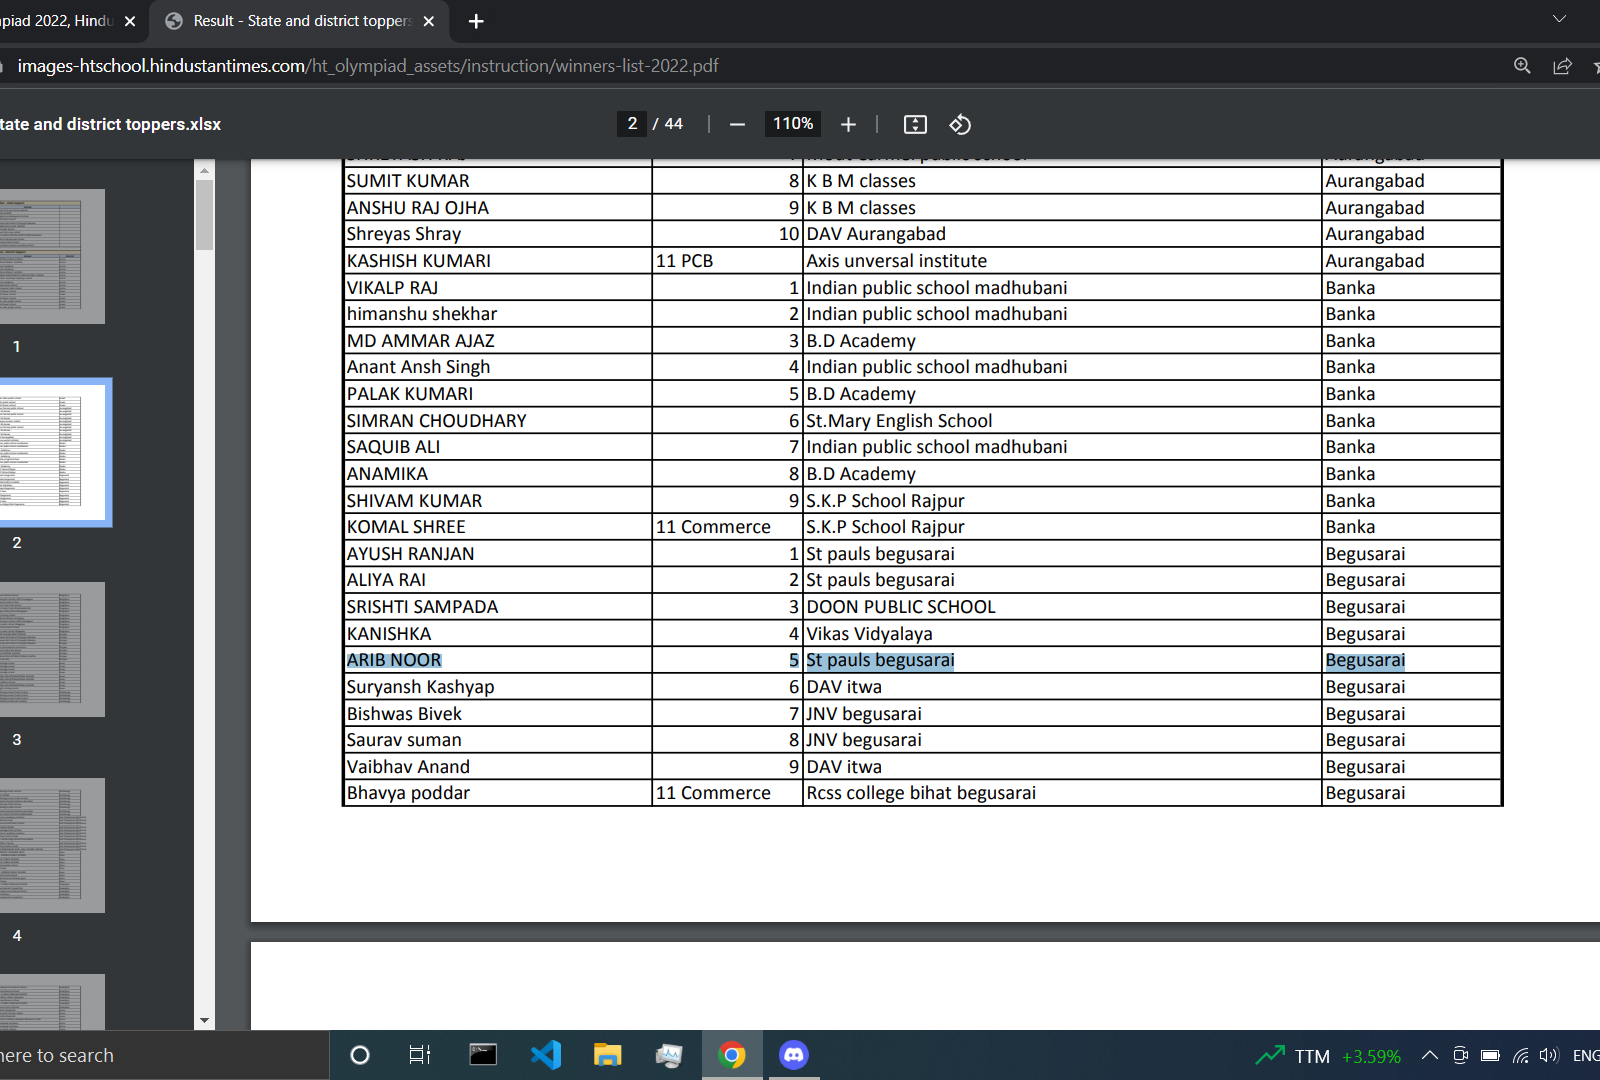 piad 2022, Hindu
Result - State and district toppers
images-htschool.hindustantimes.com/ht_olympiad_assets/instruction/winners-list-2022.pdf
tate and district toppers.xlsx
2 / 44
110%
SUMIT KUMAR 8 K B M classes Aurangabad
ANSHU RAJ OJHA 9 K B M classes Aurangabad
Shreyas Shray 10 DAV Aurangabad Aurangabad
KASHISH KUMARI 11 PCB Axis unversal institute Aurangabad
VIKALP RAJ 1 Indian public school madhubani Banka
himanshu shekhar 2 Indian public school madhubani Banka
MD AMMAR AJAZ 3 B.D Academy Banka
Anant Ansh Singh 4 Indian public school madhubani Banka
PALAK KUMARI 5 B.D Academy Banka
SIMRAN CHOUDHARY 6 St.Mary English School Banka
SAQUIB ALI 7 Indian public school madhubani Banka
ANAMIKA 8 B.D Academy Banka
SHIVAM KUMAR 9 S.K.P School Rajpur Banka
KOMAL SHREE 11 Commerce S.K.P School Rajpur Banka
AYUSH RANJAN 1 St pauls begusarai Begusarai
ALIYA RAI 2 St pauls begusarai Begusarai
SRISHTI SAMPADA 3 DOON PUBLIC SCHOOL Begusarai
KANISHKA 4 Vikas Vidyalaya Begusarai
ARIB NOOR 5 St pauls begusarai Begusarai
Suryansh Kashyap 6 DAV itwa Begusarai
Bishwas Bivek 7 JNV begusarai Begusarai
Saurav suman 8 JNV begusarai Begusarai
Vaibhav Anand 9 DAV itwa Begusarai
Bhavya poddar 11 Commerce Rcss college bihat begusarai Begusarai
1
2
3
4
here to search
TTM +3.59%
ENG